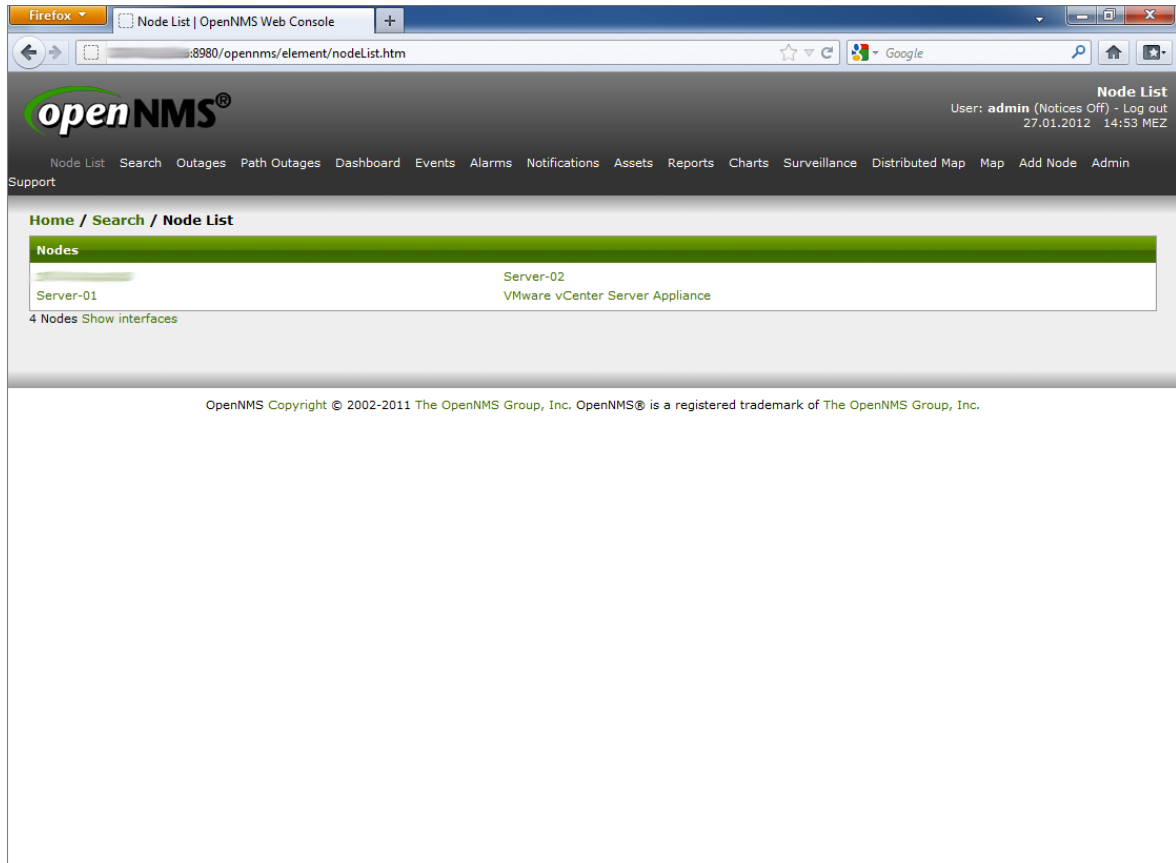 Firefox
Node List | OpenNMS Web Console
:8980/opennms/element/nodeList.htm
Google
openNMS®
Node List
User: admin (Notices Off) - Log out
27.01.2012 14:53 MEZ
Node List Search Outages Path Outages Dashboard Events Alarms Notifications Assets Reports Charts Surveillance Distributed Map Map Add Node Admin
Support
Home / Search / Node List
Nodes
Server-02
Server-01 VMware vCenter Server Appliance
4 Nodes Show interfaces
OpenNMS Copyright © 2002-2011 The OpenNMS Group, Inc. OpenNMS® is a registered trademark of The OpenNMS Group, Inc.